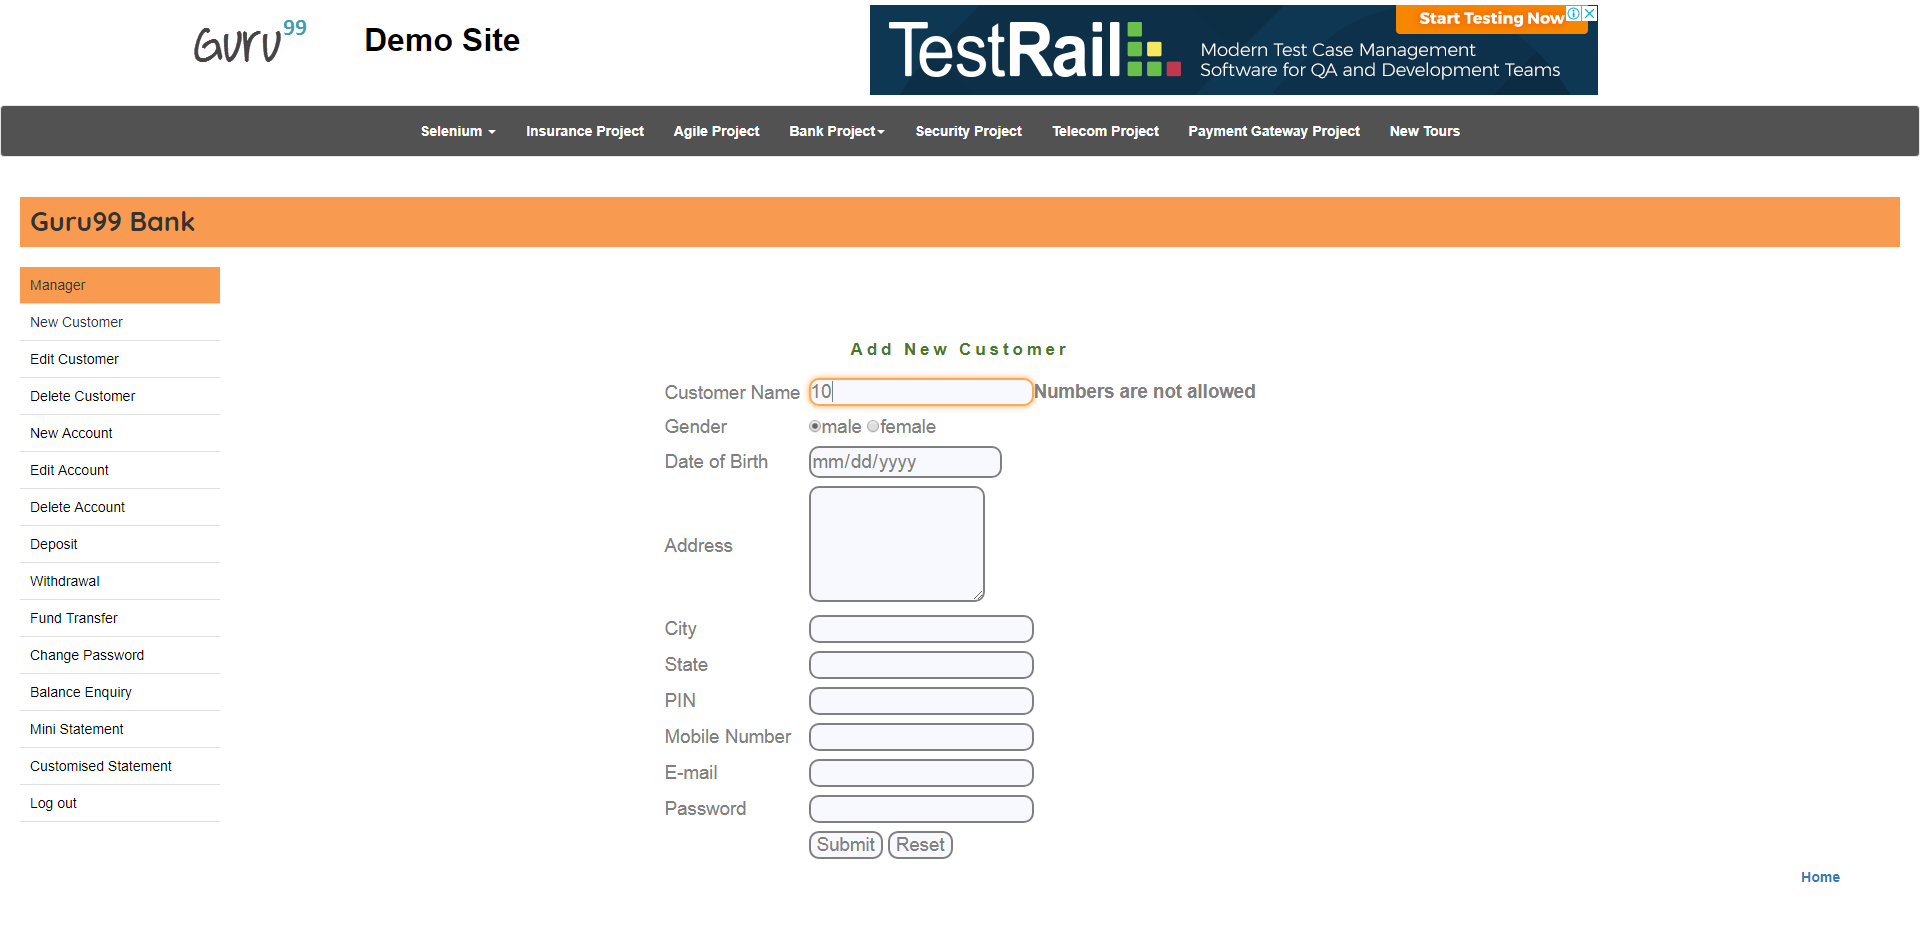 Guru99 Demo Site
TestRail
Start Testing Now
Modern Test Case Management
Software for QA and Development Teams
Selenium Insurance Project Agile Project Bank Project Security Project Telecom Project Payment Gateway Project New Tours
Guru99 Bank
Manager
New Customer
Edit Customer
Delete Customer
New Account
Edit Account
Delete Account
Deposit
Withdrawal
Fund Transfer
Change Password
Balance Enquiry
Mini Statement
Customised Statement
Log out
Add New Customer
Customer Name 10 Numbers are not allowed
Gender male female
Date of Birth mm/dd/yyyy
Address
City
State
PIN
Mobile Number
E-mail
Password
Submit Reset
Home